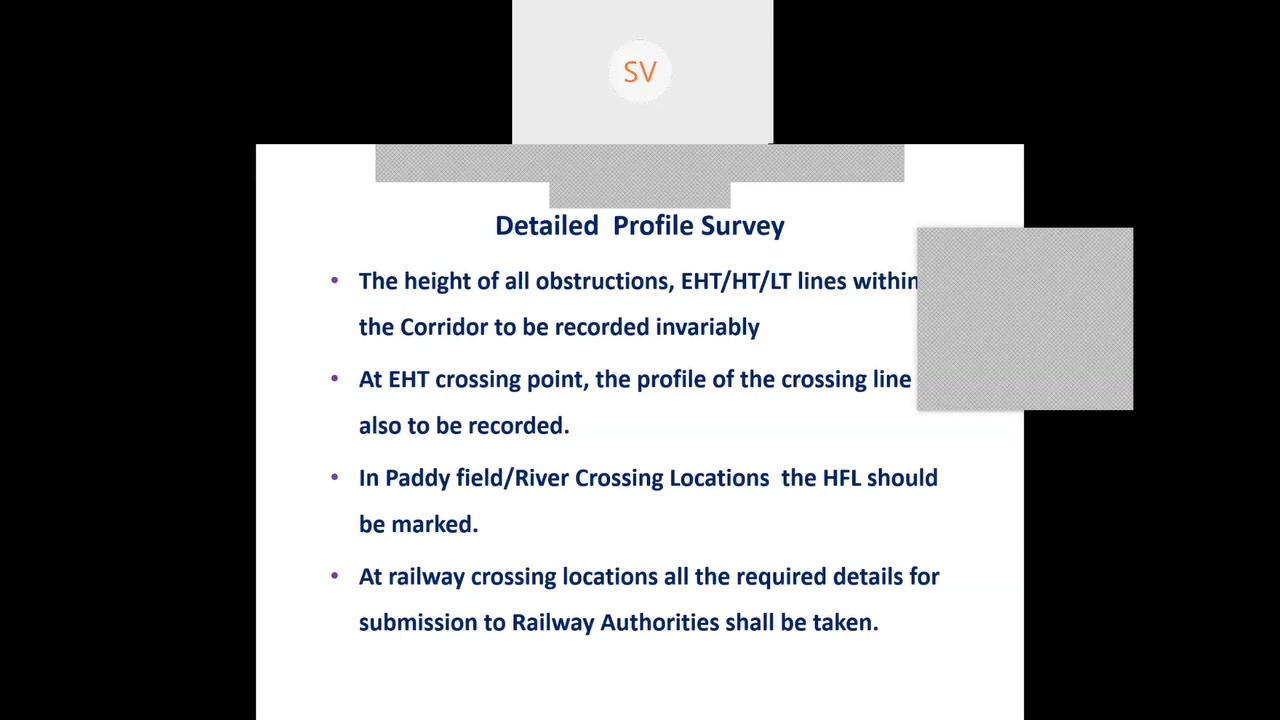 SV
Detailed Profile Survey
• The height of all obstructions, EHT/HT/LT lines within
the Corridor to be recorded invariably
• At EHT crossing point, the profile of the crossing line
also to be recorded.
• In Paddy field/River Crossing Locations the HFL should
be marked.
• At railway crossing locations all the required details for
submission to Railway Authorities shall be taken.